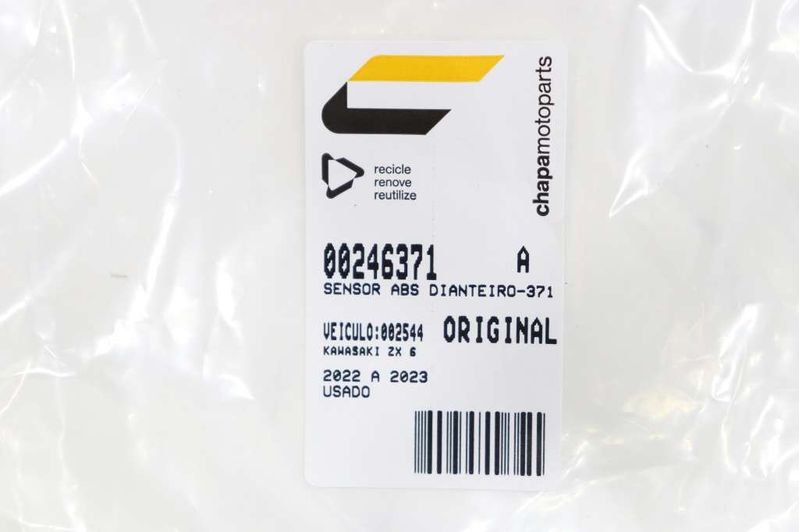 chapamotoparts
recicle
renove
reutilize
00246371 A
SENSOR ABS DIANTEIRO-371
VEICULO:002544 ORIGINAL
KAWASAKI ZX 6
2022 A 2023
USADO